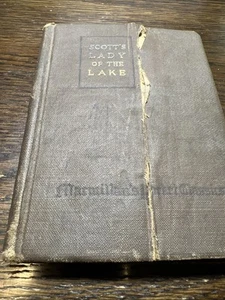 SCOTT'S
LADY
OF THE
LAKE
Macmillan's Pocket Classics